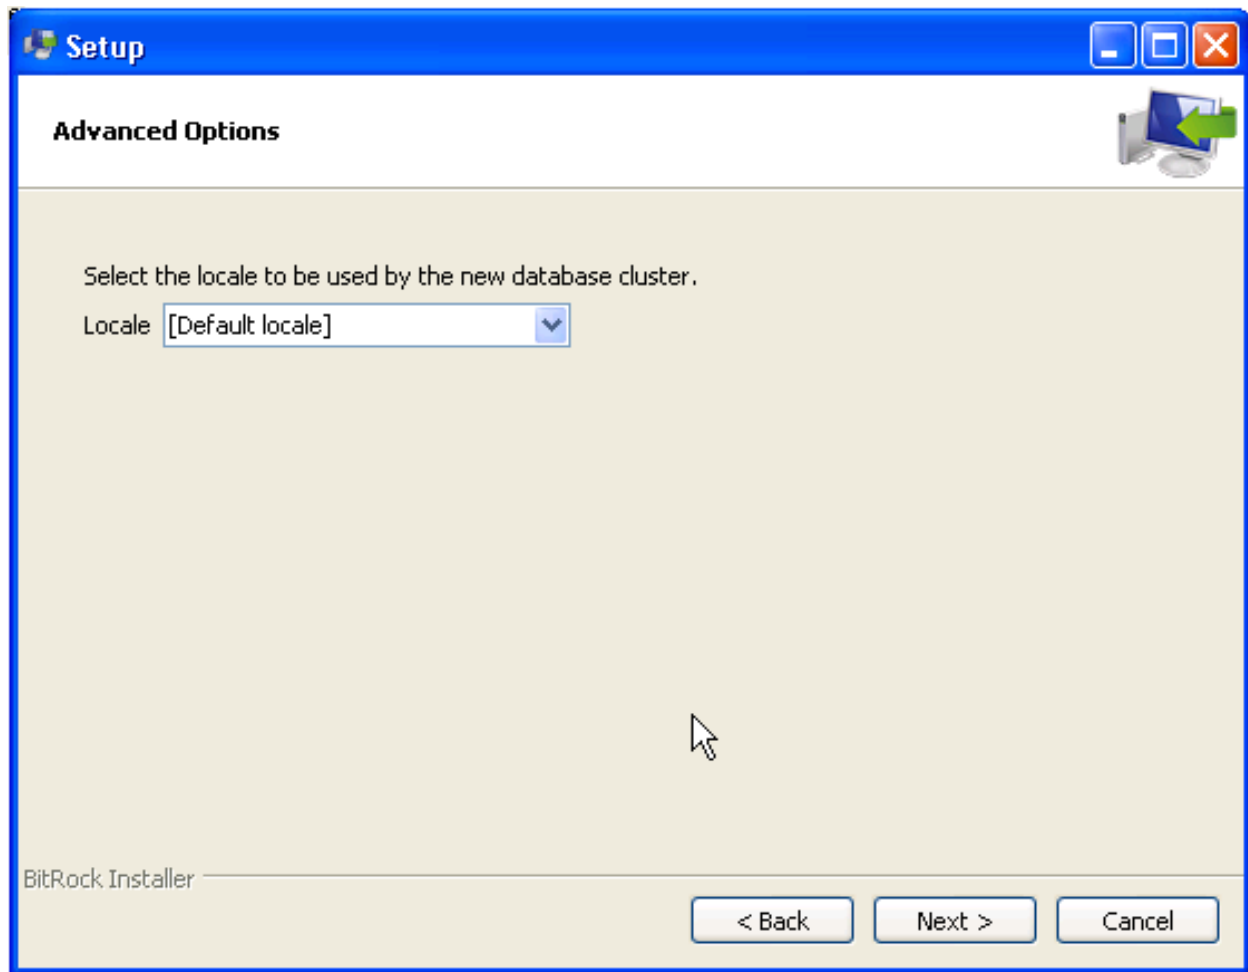 Setup
Advanced Options
Select the locale to be used by the new database cluster.
Locale [Default locale]
BitRock Installer
< Back Next > Cancel